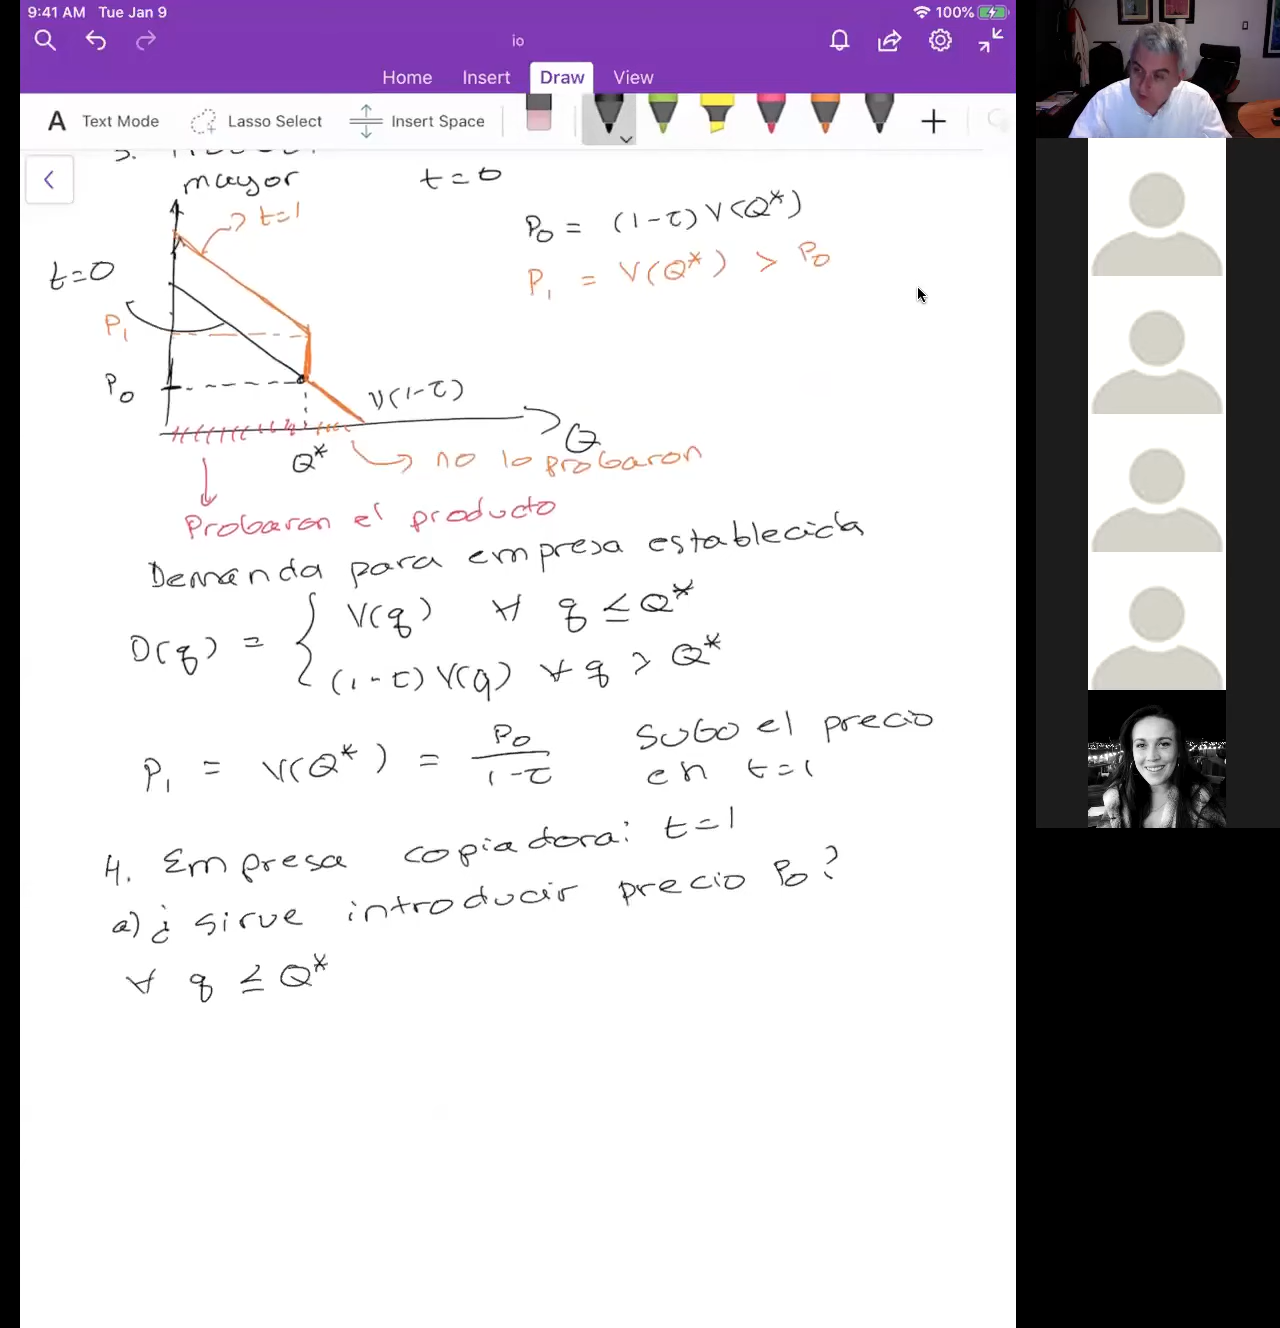 9:41 AM Tue Jan 9
100%
io
Home Insert Draw View
A Text Mode Lasso Select Insert Space
3.
mayor t=0
t=1
P₀ = (1-τ) V(Q*)
P₁ = V(Q*) > P₀
t=0
P₁
P₀
V(1-τ)
Q
Q*
no lo probaron
Probaron el producto
Demanda para empresa establecida
D(q) = { V(q) ∀ q ≤ Q*
(1-τ) V(q) ∀ q > Q*
P₁ = V(Q*) = P₀/(1-τ) Subo el precio
en t=1
4. Empresa copiadora: t=1
a) ¿ sirve introducir precio P₀?
∀ q ≤ Q*